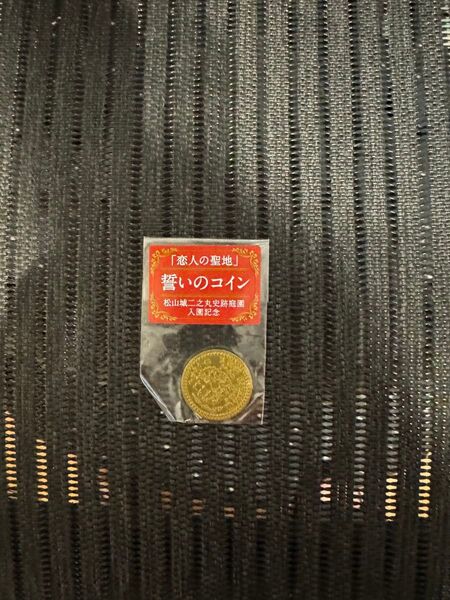 「恋人の聖地」
誓いのコイン
松山城二之丸史跡庭園
入園記念